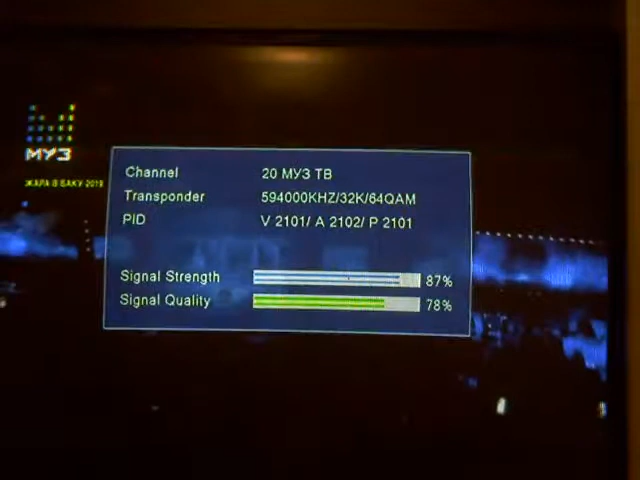 МУЗ
ЖАРА В БАКУ 2019
Channel 20 МУЗ ТВ
Transponder 594000KHZ/32K/64QAM
PID V 2101/ A 2102/ P 2101
Signal Strength 87%
Signal Quality 78%